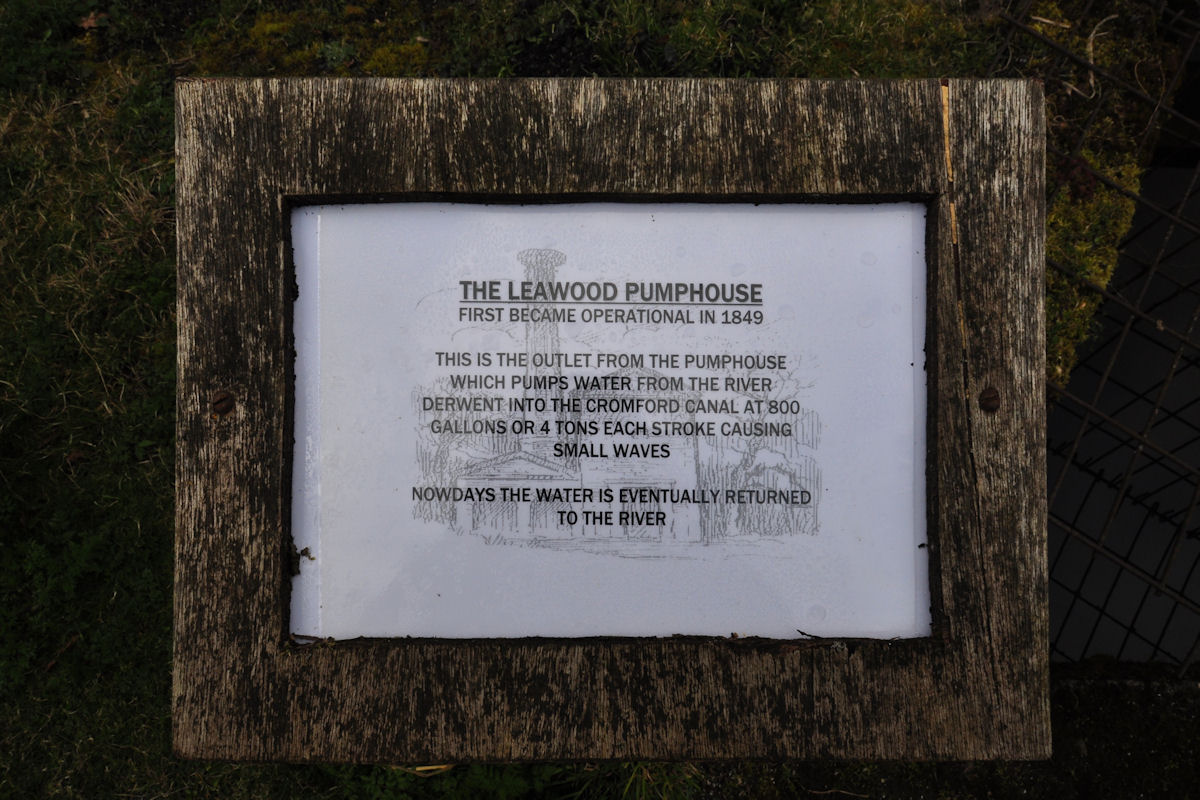 THE LEAWOOD PUMPHOUSE
FIRST BECAME OPERATIONAL IN 1849
THIS IS THE OUTLET FROM THE PUMPHOUSE
WHICH PUMPS WATER FROM THE RIVER
DERWENT INTO THE CROMFORD CANAL AT 800
GALLONS OR 4 TONS EACH STROKE CAUSING
SMALL WAVES
NOWDAYS THE WATER IS EVENTUALLY RETURNED
TO THE RIVER